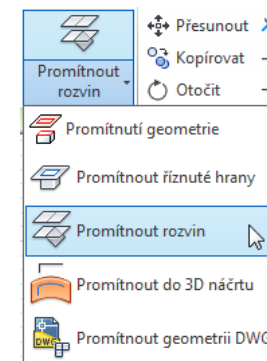 Promítnout
rozvin
Přesunout
Kopírovat
Otočit
Promítnutí geometrie
Promítnout říznuté hrany
Promítnout rozvin
Promítnout do 3D náčrtu
DWG
Promítnout geometrii DWG